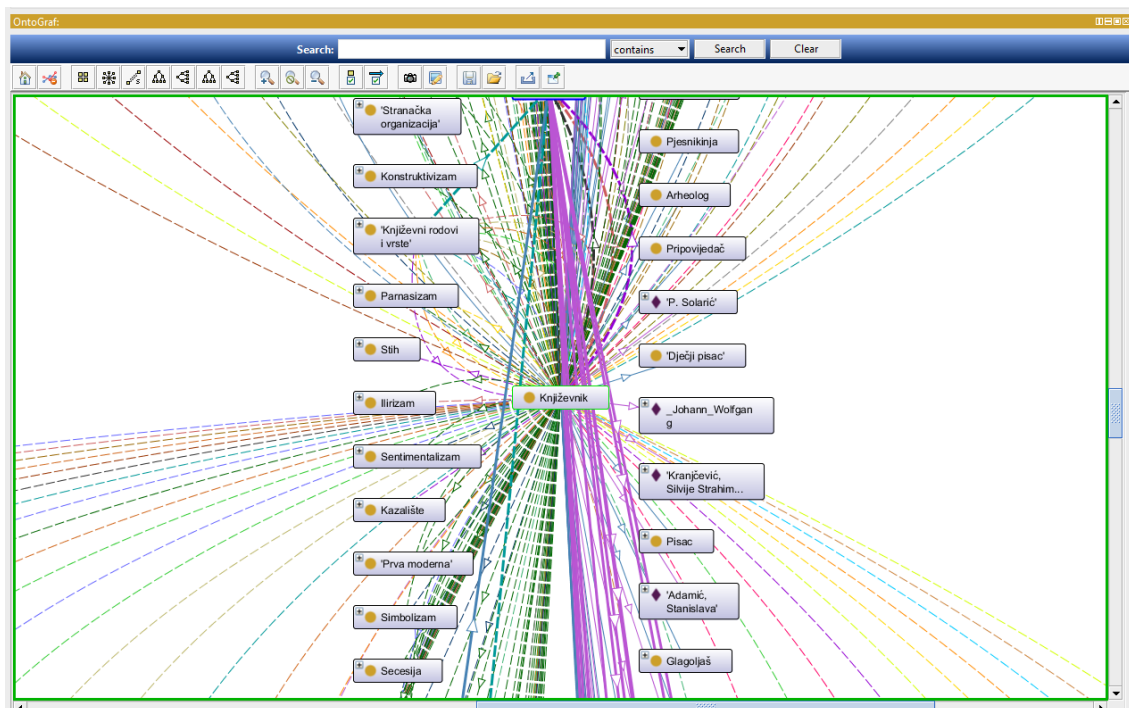 OntoGraf:
Search:
contains
Search
Clear
'Stranačka
organizacija'
Konstruktivizam
'Književni rodovi
i vrste'
Parnasizam
Stih
Ilirizam
Sentimentalizam
Kazalište
'Prva moderna'
Simbolizam
Secesija
Književnik
Pjesnikinja
Arheolog
Pripovijedač
'P. Solarić'
'Dječji pisac'
_Johann_Wolfgan
g
'Kranjčević,
Silvije Strahim...
Pisac
'Adamić,
Stanislava'
Glagoljaš